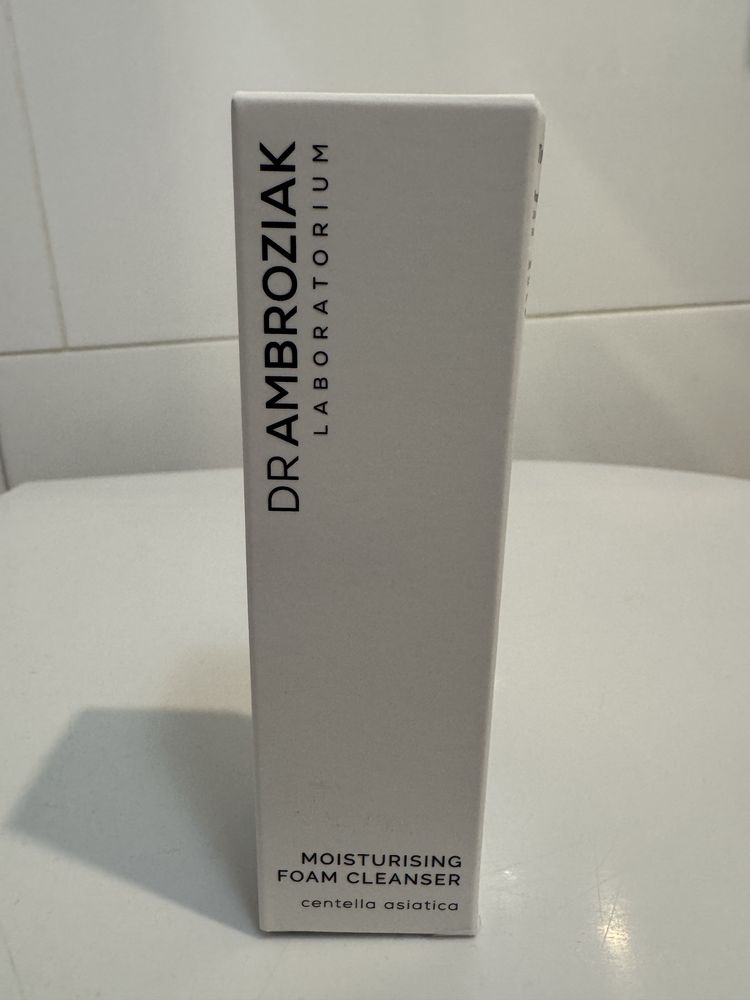 DR AMBROZIAK
LABORATORIUM
MOISTURISING
FOAM CLEANSER
centella asiatica